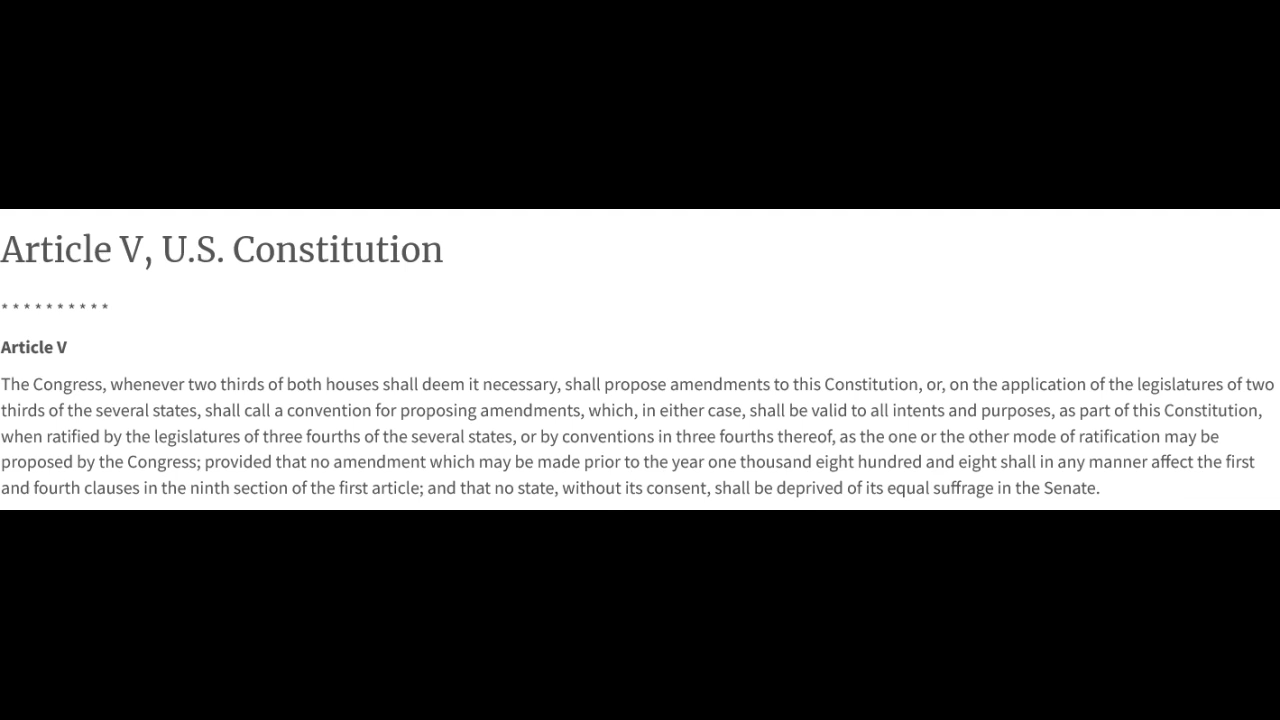 Article V, U.S. Constitution
* * * * * * * * * *
Article V
The Congress, whenever two thirds of both houses shall deem it necessary, shall propose amendments to this Constitution, or, on the application of the legislatures of two
thirds of the several states, shall call a convention for proposing amendments, which, in either case, shall be valid to all intents and purposes, as part of this Constitution,
when ratified by the legislatures of three fourths of the several states, or by conventions in three fourths thereof, as the one or the other mode of ratification may be
proposed by the Congress; provided that no amendment which may be made prior to the year one thousand eight hundred and eight shall in any manner affect the first
and fourth clauses in the ninth section of the first article; and that no state, without its consent, shall be deprived of its equal suffrage in the Senate.